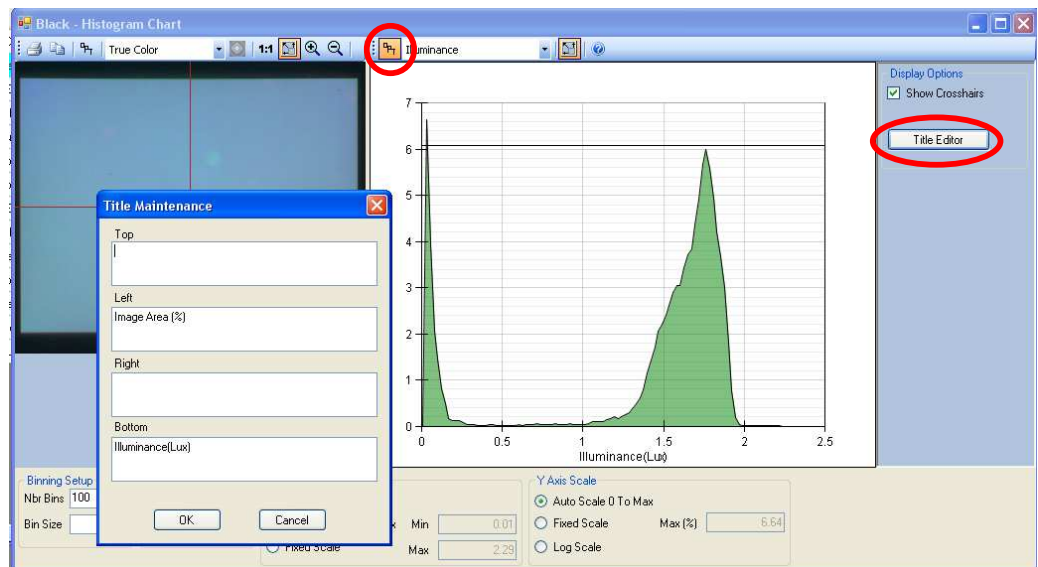 Black - Histogram Chart
True Color
1:1
Illuminance
Display Options
Show Crosshairs
Title Editor
7
6
5
4
3
2
1
0
0
0.5
1
1.5
2
2.5
Illuminance(Lux)
Title Maintenance
Top
Left
Image Area (%)
Right
Bottom
Illuminance(Lux)
OK
Cancel
Binning Setup
Nbr Bins 100
Bin Size
Min 0.01
Fixed Scale
Max 2.29
Y Axis Scale
Auto Scale 0 To Max
Fixed Scale Max (%) 6.64
Log Scale